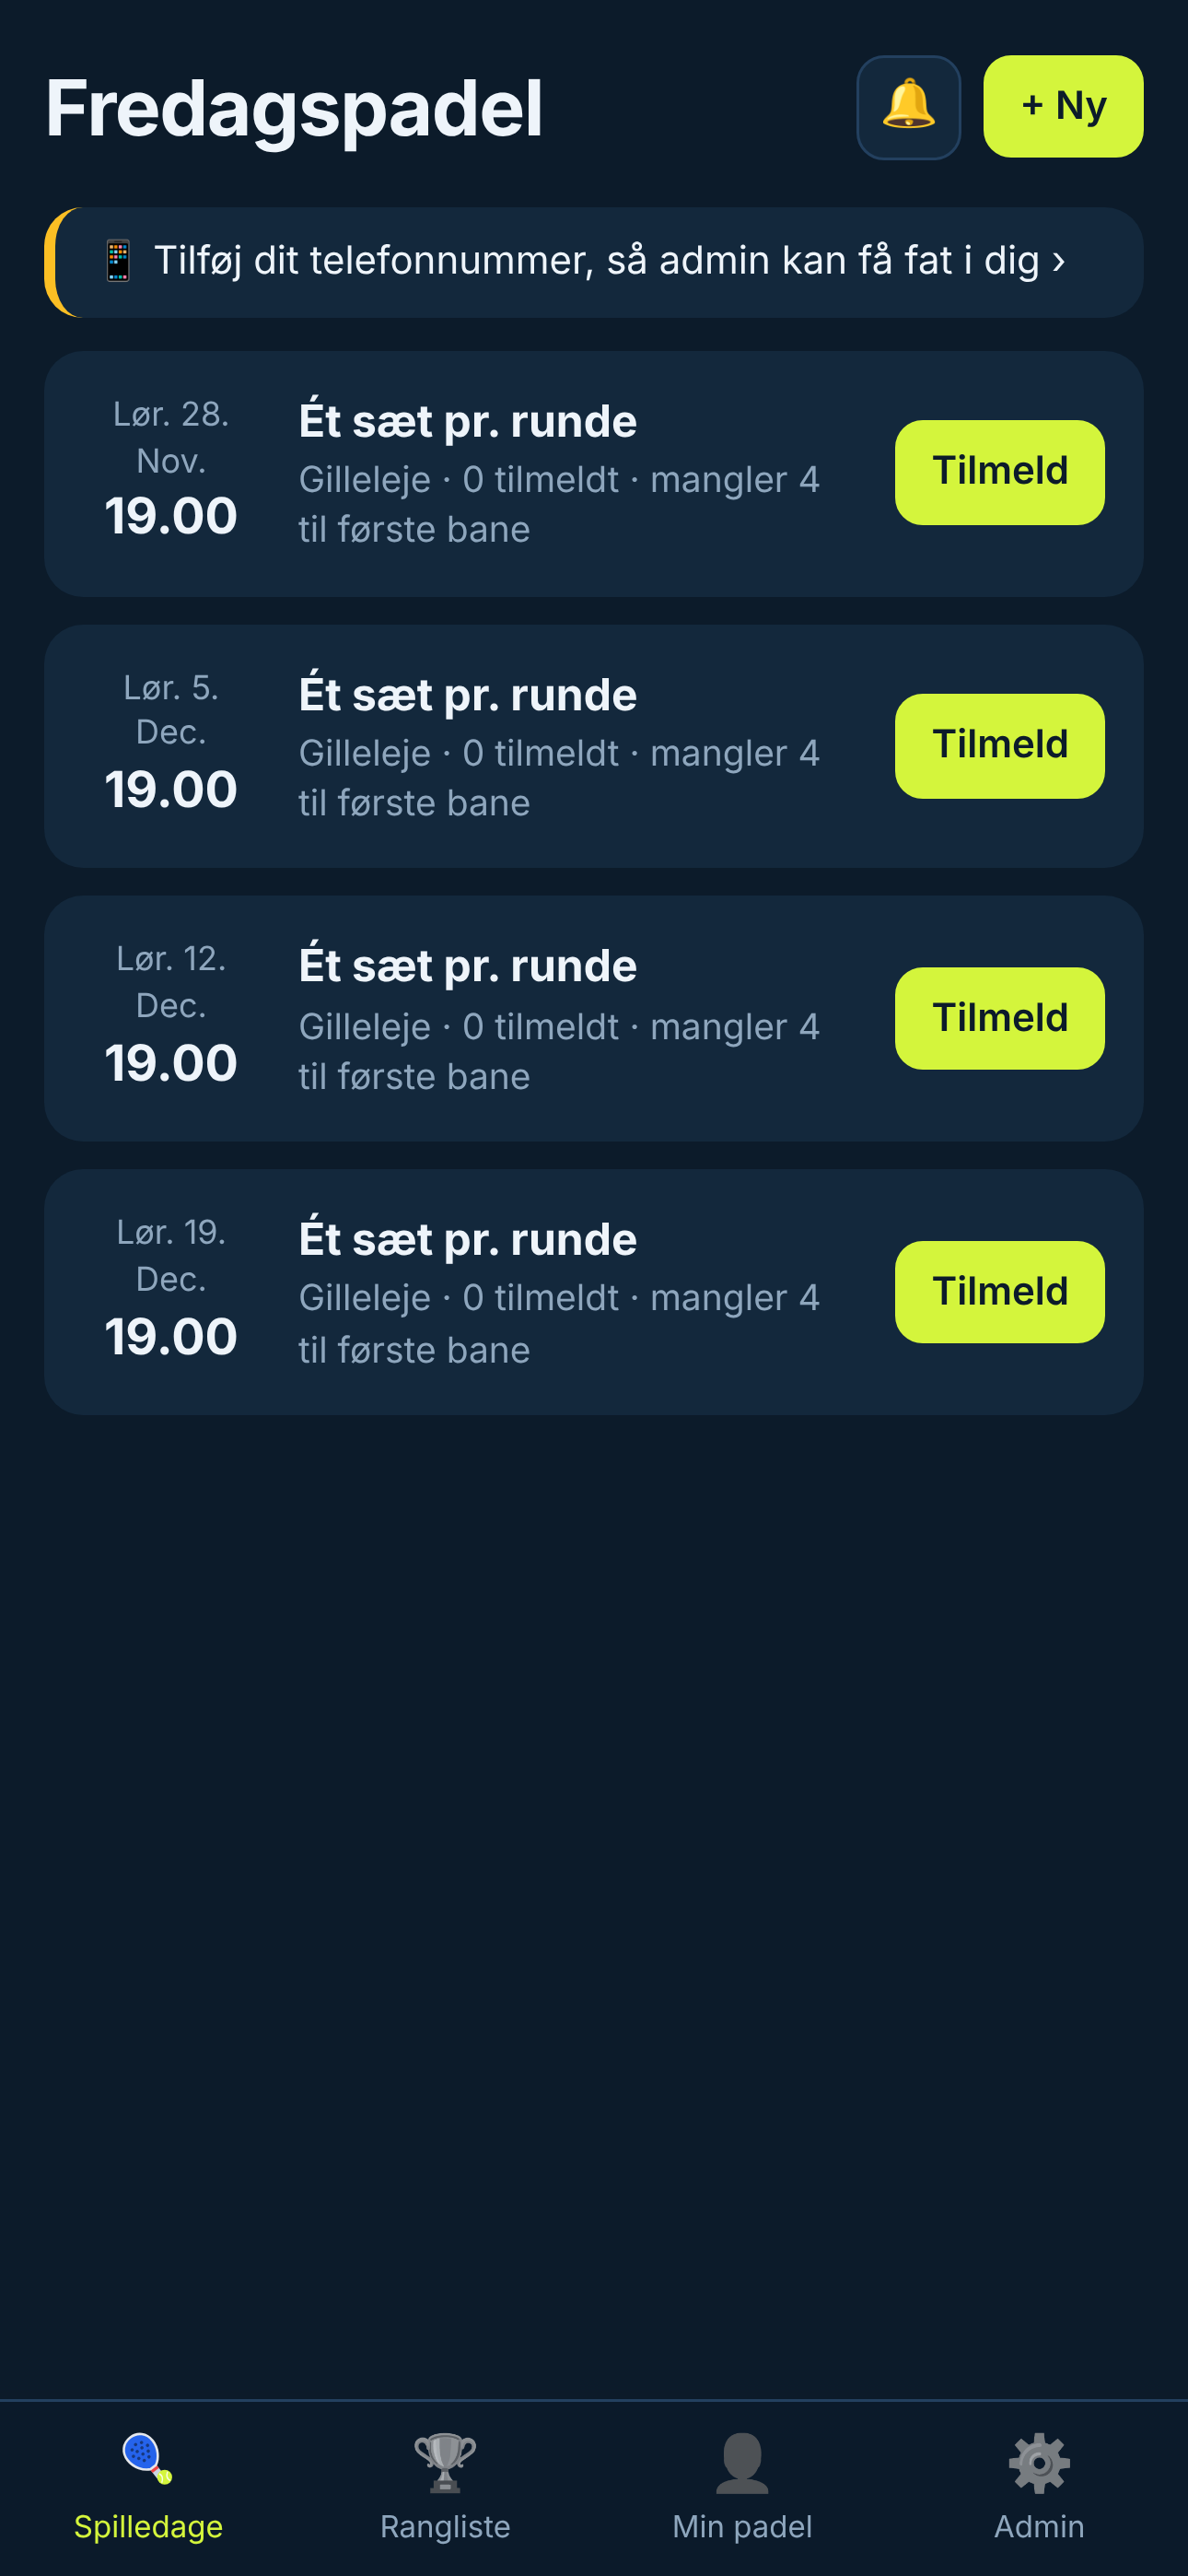 Fredagspadel
+ Ny
Tilføj dit telefonnummer, så admin kan få fat i dig ›
Lør. 28.
Nov.
19.00
Ét sæt pr. runde
Gilleleje · 0 tilmeldt · mangler 4
til første bane
Tilmeld
Lør. 5.
Dec.
19.00
Ét sæt pr. runde
Gilleleje · 0 tilmeldt · mangler 4
til første bane
Tilmeld
Lør. 12.
Dec.
19.00
Ét sæt pr. runde
Gilleleje · 0 tilmeldt · mangler 4
til første bane
Tilmeld
Lør. 19.
Dec.
19.00
Ét sæt pr. runde
Gilleleje · 0 tilmeldt · mangler 4
til første bane
Tilmeld
Spilledage
Rangliste
Min padel
Admin